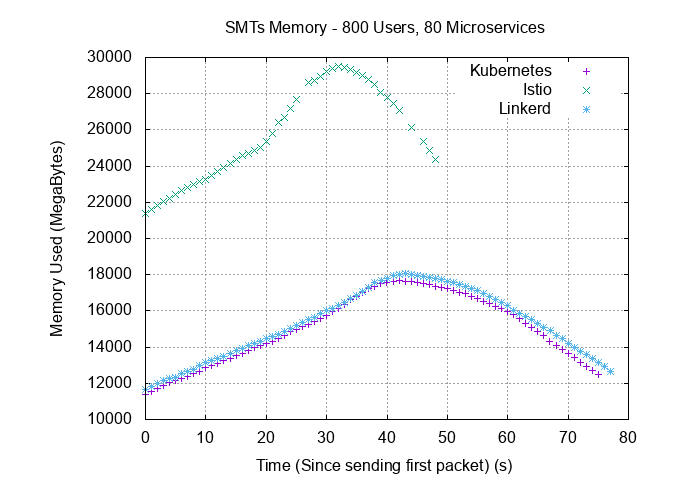 SMTs Memory - 800 Users, 80 Microservices
30000
28000
26000
24000
22000
20000
18000
16000
14000
12000
10000
Memory Used (MegaBytes)
Kubernetes
Istio
Linkerd
0 10 20 30 40 50 60 70 80
Time (Since sending first packet) (s)